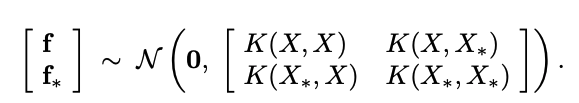 [ f
f∗ ] ∼ 𝒩 ( 0, [ K(X, X) K(X, X∗)
K(X∗, X) K(X∗, X∗) ] ) .